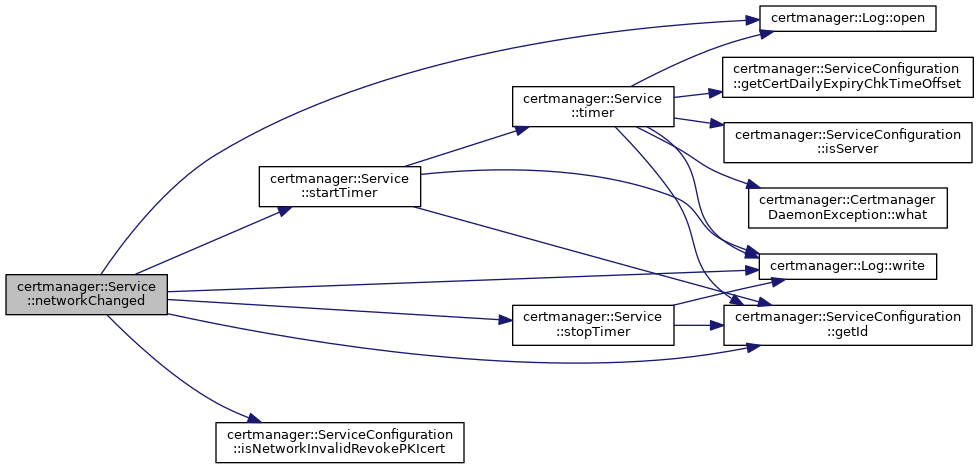 certmanager::Log::open
certmanager::ServiceConfiguration
::getCertDailyExpiryChkTimeOffset
certmanager::Service
::timer
certmanager::ServiceConfiguration
::isServer
certmanager::Service
::startTimer
certmanager::Certmanager
DaemonException::what
certmanager::Log::write
certmanager::Service
::networkChanged
certmanager::Service
::stopTimer
certmanager::ServiceConfiguration
::getId
certmanager::ServiceConfiguration
::isNetworkInvalidRevokePKIcert